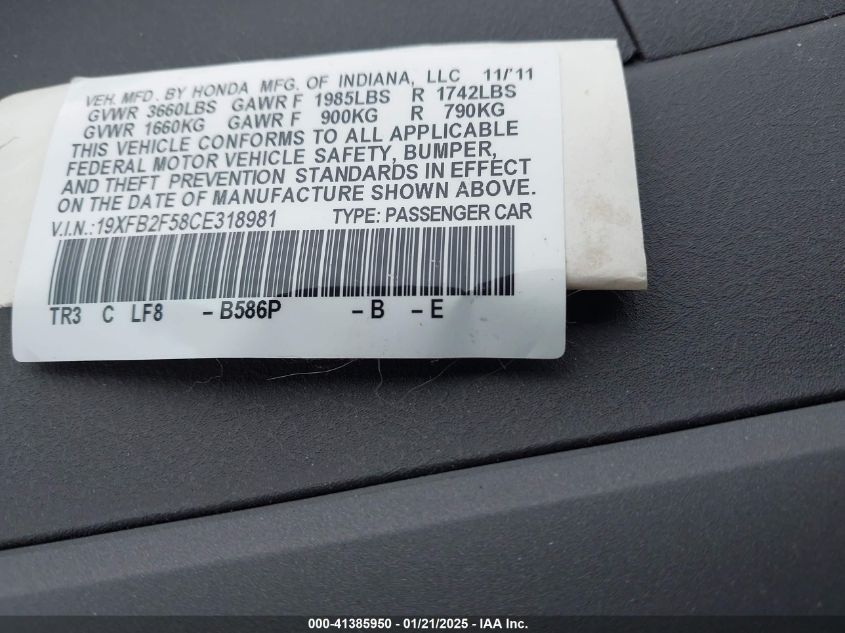 VEH. MFD. BY HONDA MFG. OF INDIANA, LLC 11/'11
GVWR 3660LBS GAWR F 1985LBS R 1742LBS
GVWR 1660KG GAWR F 900KG R 790KG
THIS VEHICLE CONFORMS TO ALL APPLICABLE
FEDERAL MOTOR VEHICLE SAFETY, BUMPER,
AND THEFT PREVENTION STANDARDS IN EFFECT
ON THE DATE OF MANUFACTURE SHOWN ABOVE.
V.I.N.:19XFB2F58CE318981 TYPE: PASSENGER CAR
TR3 C LF8 - B586P - B - E
000-41385950 / 01/21/2025 - IAA Inc.